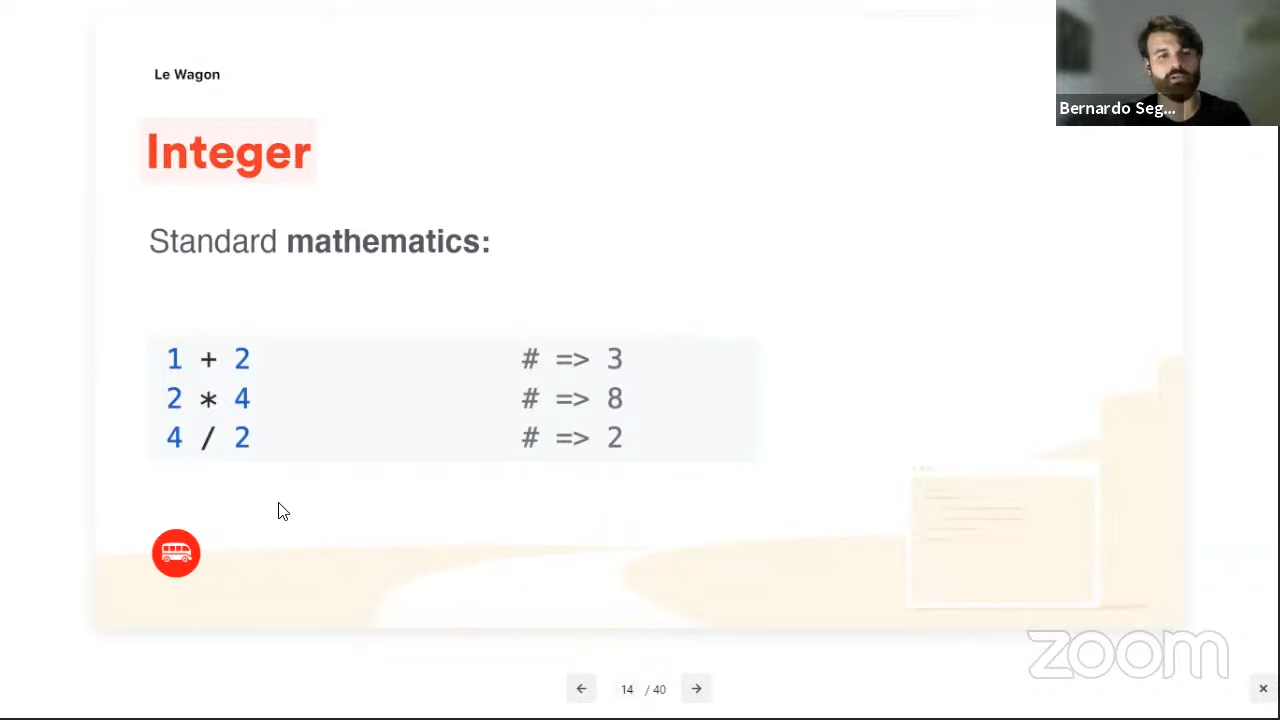 Le Wagon
Bernardo Seg...
Integer
Standard mathematics:
1 + 2 # => 3
2 * 4 # => 8
4 / 2 # => 2
zoom
14 / 40